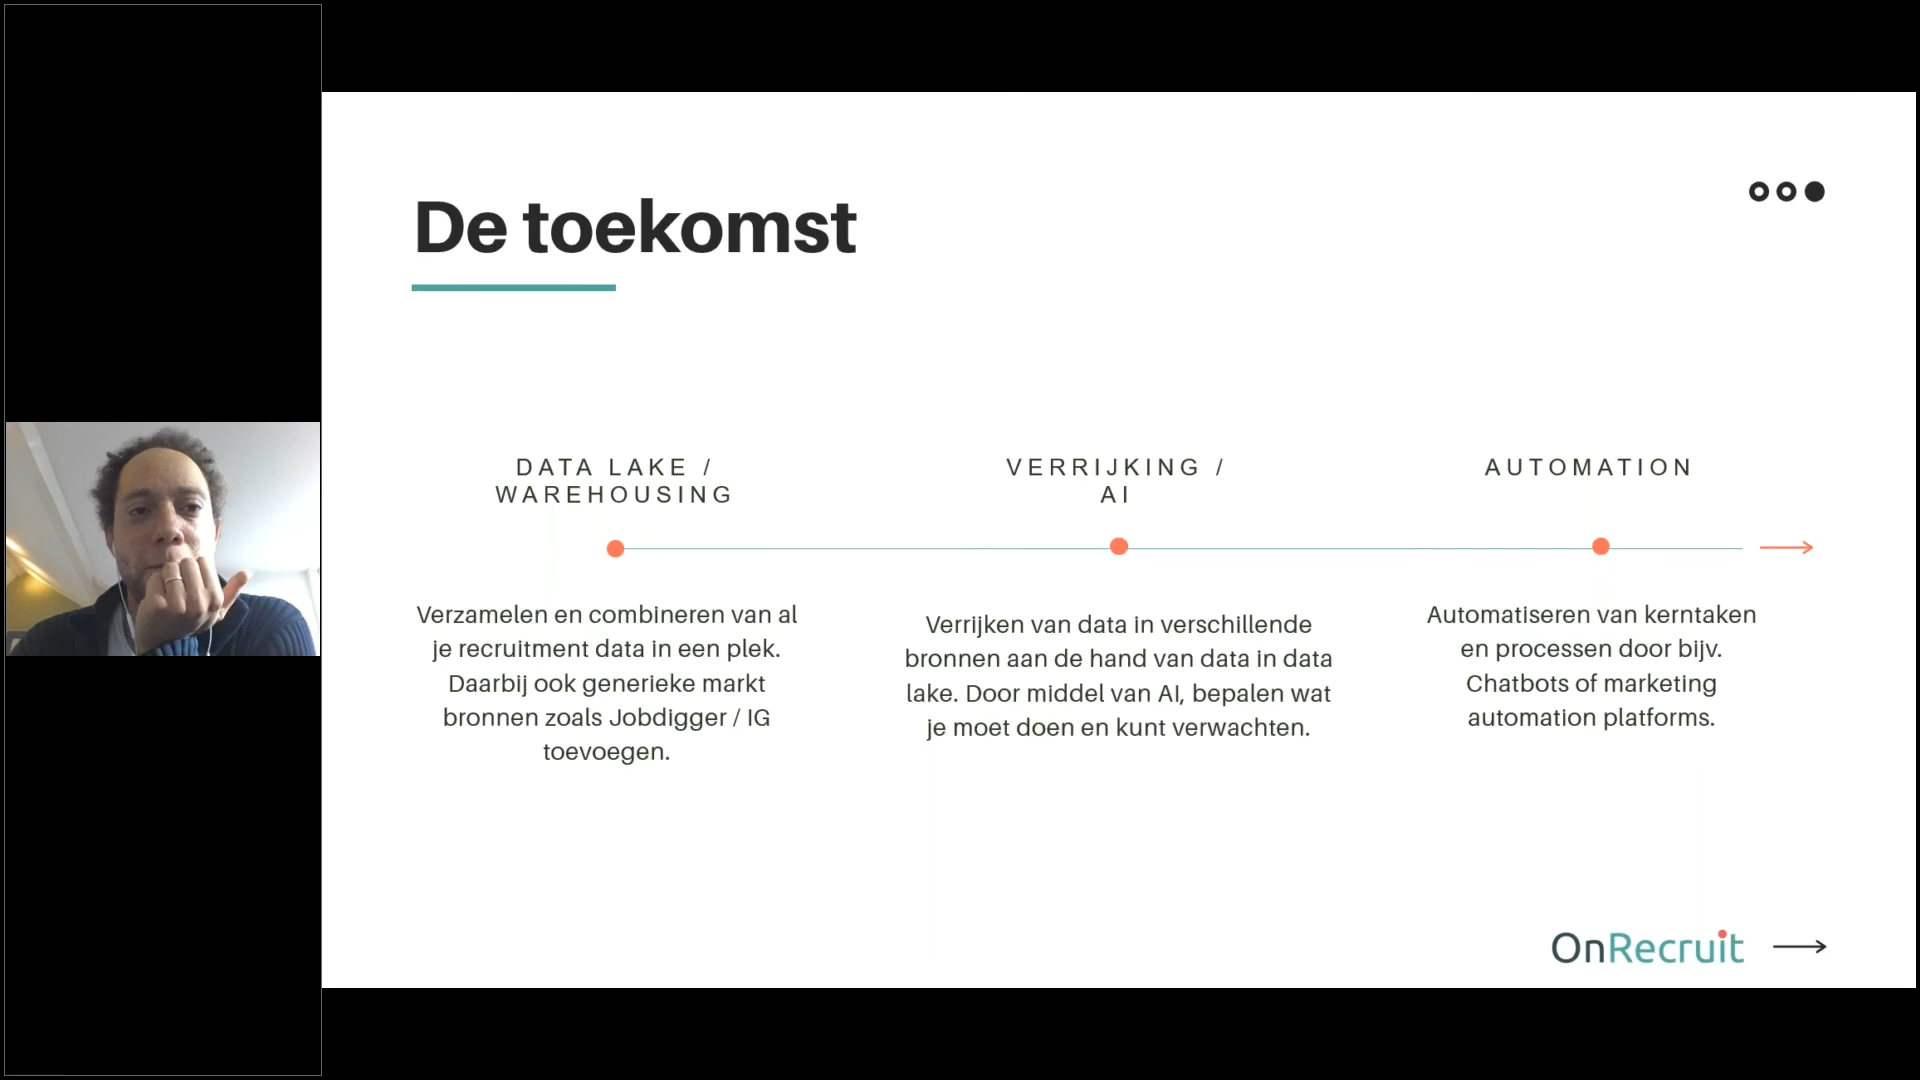 De toekomst
DATA LAKE /
WAREHOUSING
Verzamelen en combineren van al
je recruitment data in een plek.
Daarbij ook generieke markt
bronnen zoals Jobdigger / IG
toevoegen.
VERRIJKING /
AI
Verrijken van data in verschillende
bronnen aan de hand van data in data
lake. Door middel van AI, bepalen wat
je moet doen en kunt verwachten.
AUTOMATION
Automatiseren van kerntaken
en processen door bijv.
Chatbots of marketing
automation platforms.
OnRecruit